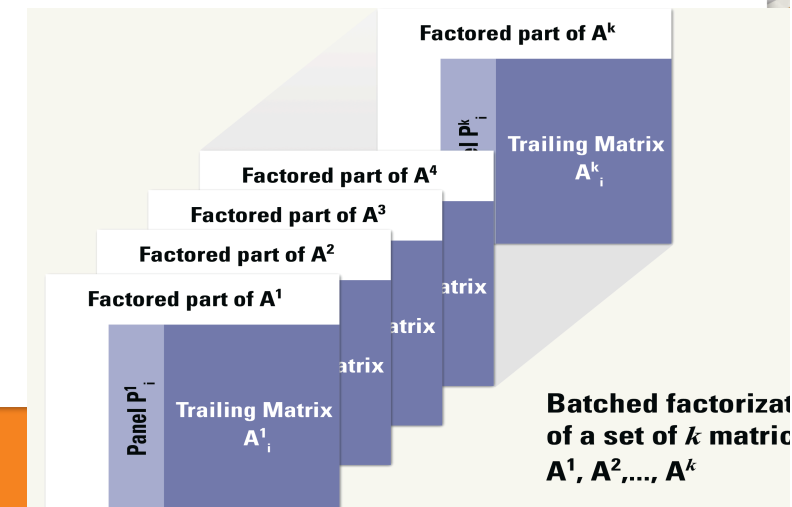 Factored part of Aᵏ
Trailing Matrix
Aᵏᵢ
Factored part of A⁴
Factored part of A³
atrix
Factored part of A²
atrix
Factored part of A¹
atrix
Panel P¹ᵢ
Trailing Matrix
A¹ᵢ
Batched factorizat
of a set of k matric
A¹, A²,..., Aᵏ